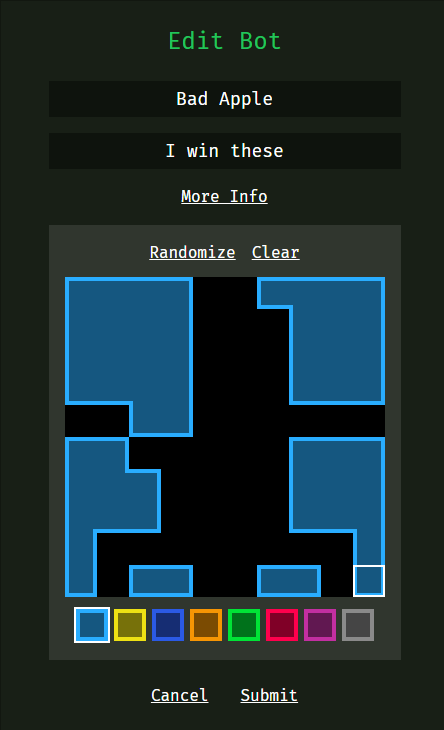 Edit Bot
Bad Apple
I win these
More Info
Randomize Clear
Cancel Submit